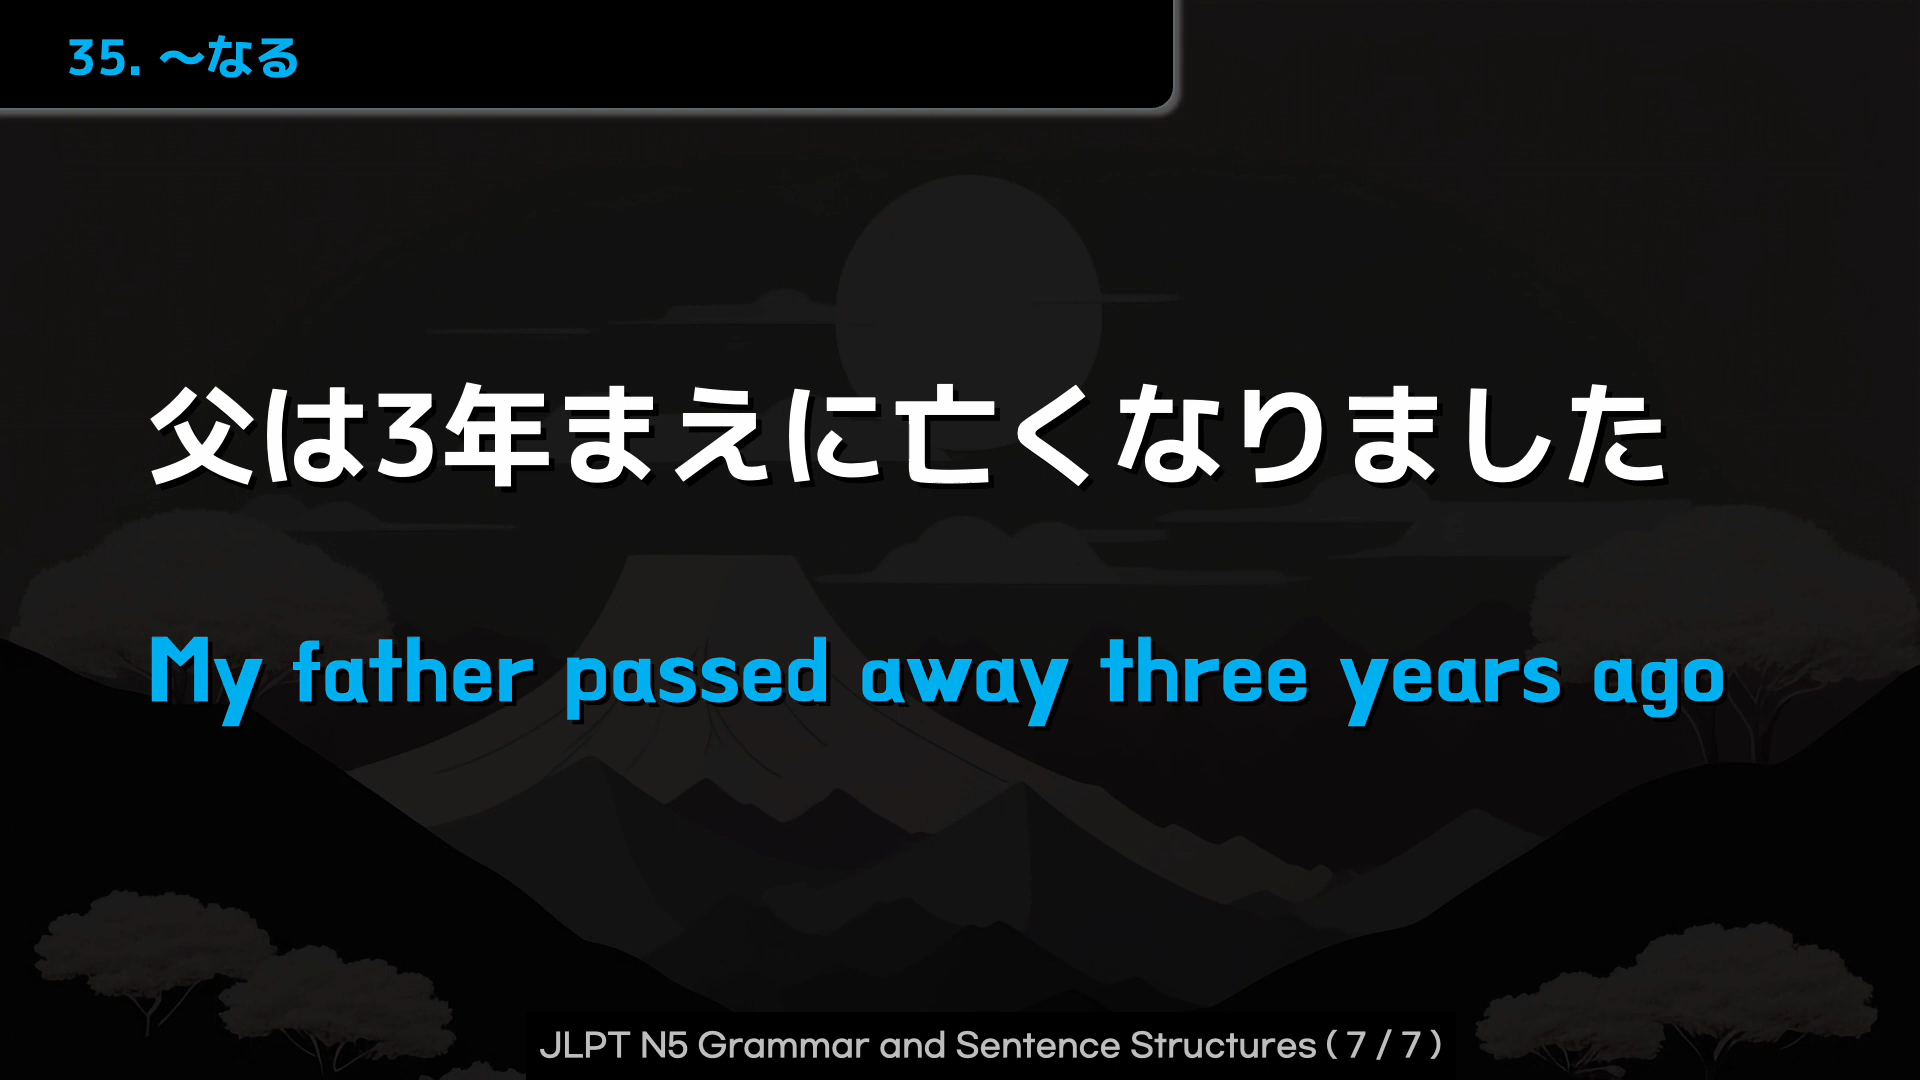 35. ～なる
父は3年まえに亡くなりました
My father passed away three years ago
JLPT N5 Grammar and Sentence Structures ( 7 / 7 )